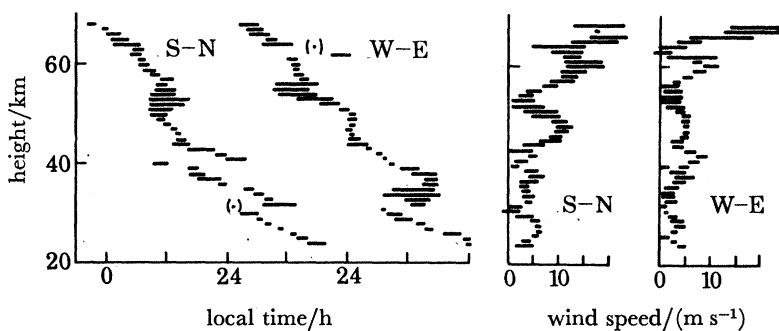 height/km
60
40
20
S–N
W–E
(·)
(·)
0
24
24
local time/h
S–N
W–E
0
10
0
10
wind speed/(m s⁻¹)